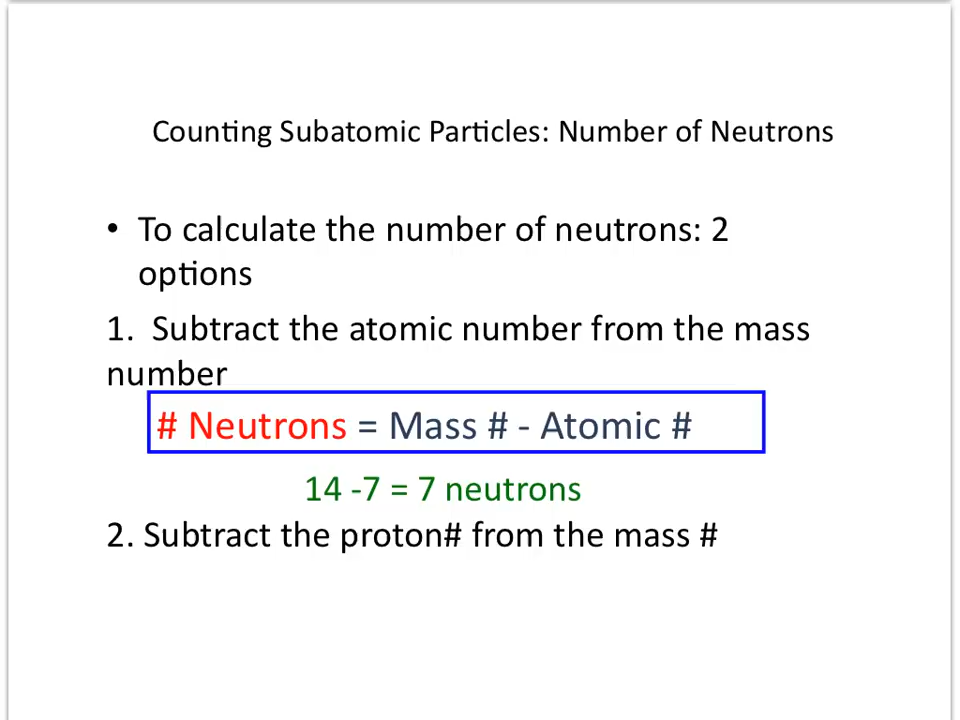 Counting Subatomic Particles: Number of Neutrons
• To calculate the number of neutrons: 2
options
1. Subtract the atomic number from the mass
number
# Neutrons = Mass # - Atomic #
14 -7 = 7 neutrons
2. Subtract the proton# from the mass #